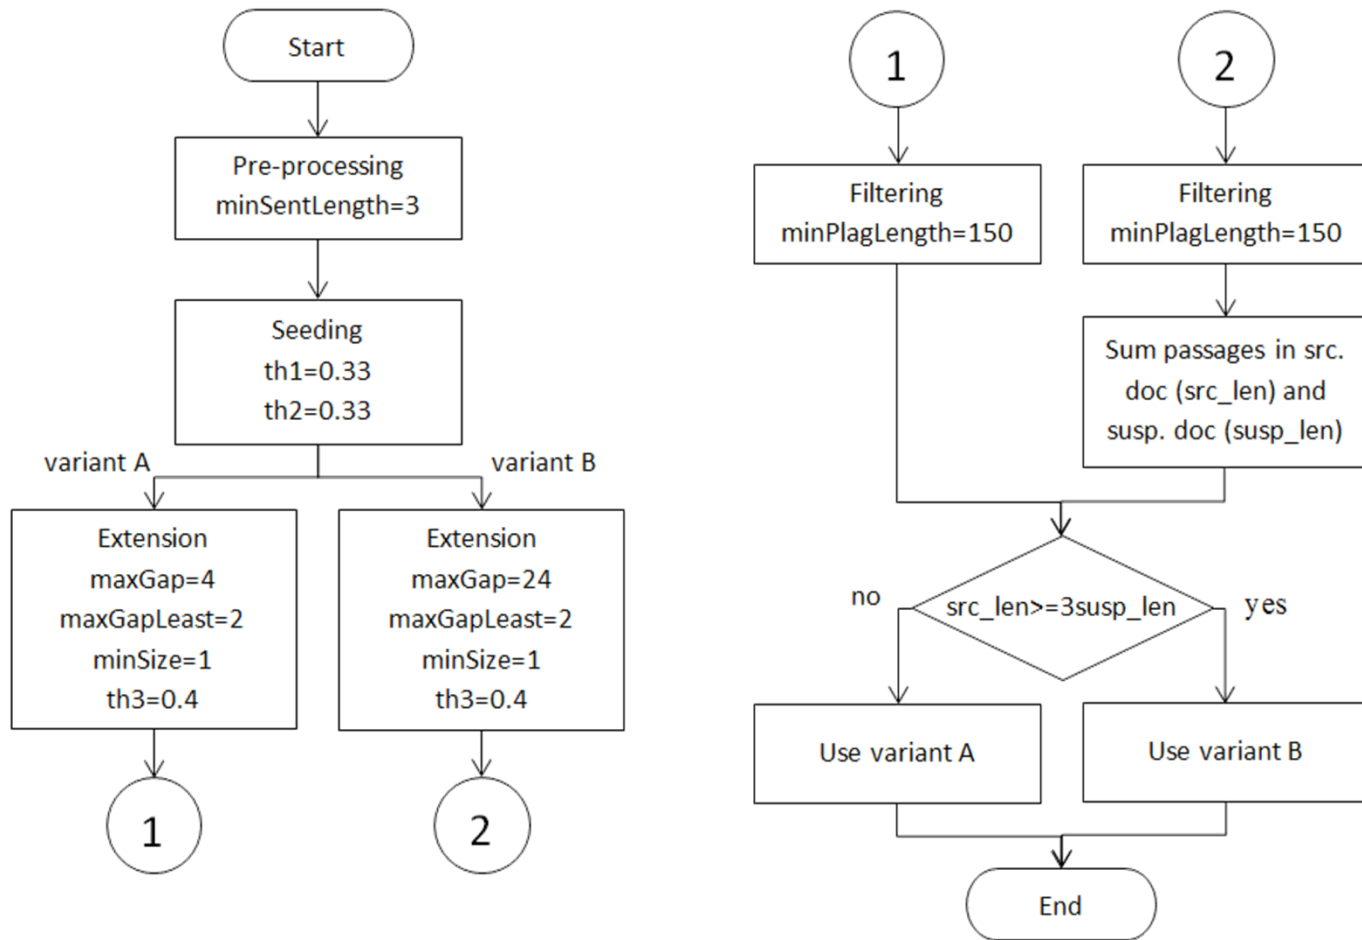 Start
Pre-processing
minSentLength=3
Seeding
th1=0.33
th2=0.33
variant A
variant B
Extension
maxGap=4
maxGapLeast=2
minSize=1
th3=0.4
Extension
maxGap=24
maxGapLeast=2
minSize=1
th3=0.4
1
2
1
2
Filtering
minPlagLength=150
Filtering
minPlagLength=150
Sum passages in src.
doc (src_len) and
susp. doc (susp_len)
src_len>=3susp_len
no
yes
Use variant A
Use variant B
End